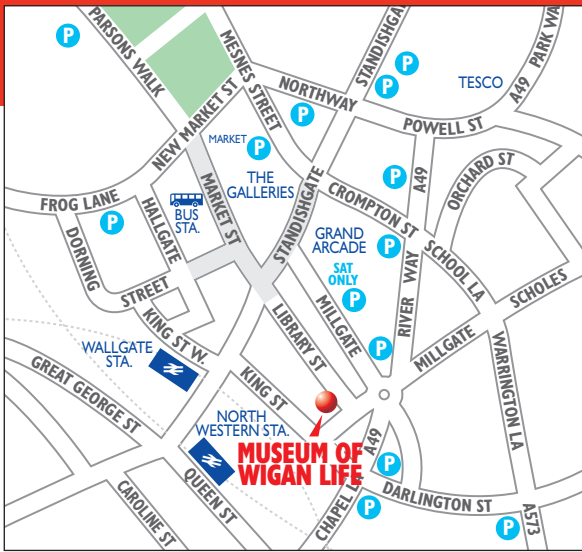 PARSONS WALK
P
MESNES STREET
STANDISHGATE
P
P
TESCO
A49 PARK WAY
NORTHWAY
P
POWELL ST
NEW MARKET ST
MARKET P
P
A49
ORCHARD ST
THE
GALLERIES
FROG LANE
P
HALLGATE
BUS
STA.
MARKET ST
STANDISHGATE
CROMPTON ST
SCHOOL LA
GRAND
ARCADE
P
SAT
ONLY
P
DORNING
STREET
RIVER WAY
SCHOLES
MILLGATE
P
MILLGATE
LIBRARY ST
KING ST W.
WALLGATE
STA.
WARRINGTON LA
GREAT GEORGE ST
KING ST
NORTH
WESTERN STA.
MUSEUM OF
WIGAN LIFE
A49
P
CHAPEL LA
P
DARLINGTON ST
QUEEN ST
CAROLINE ST
P
A573